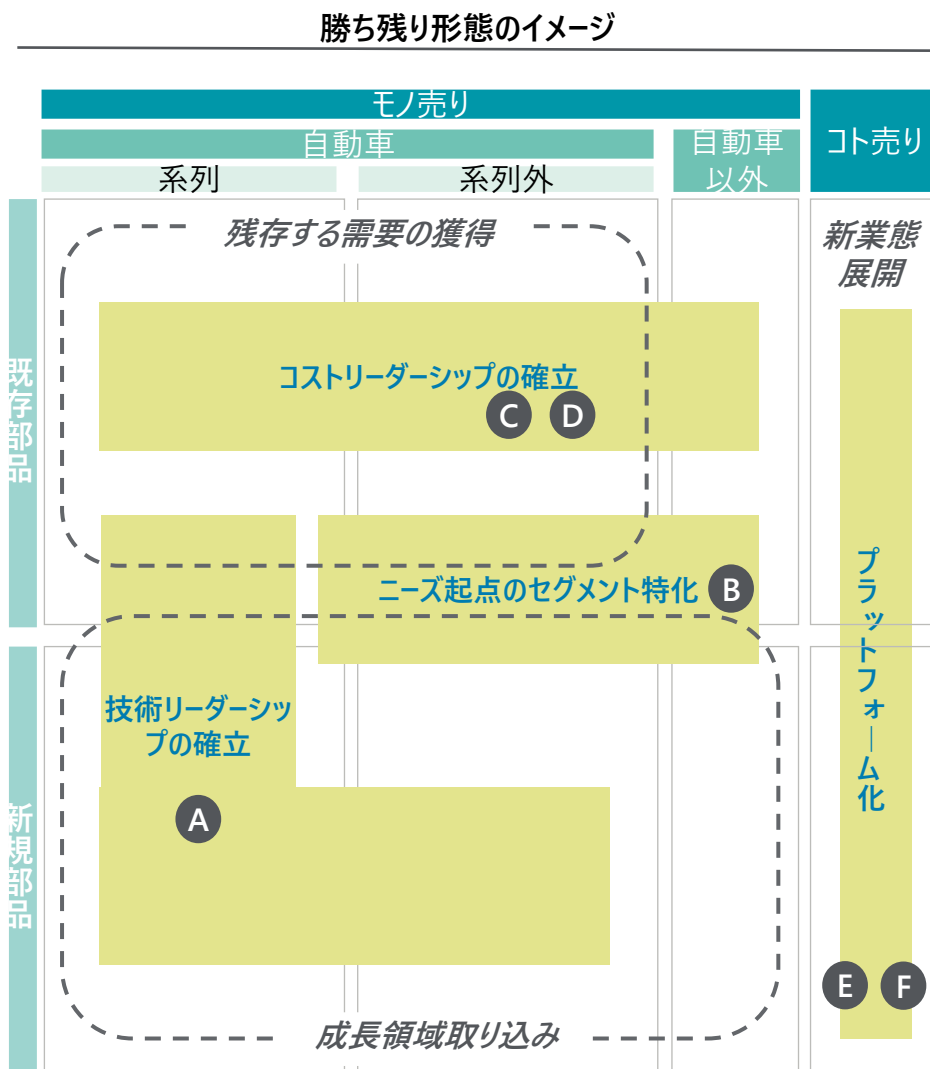 勝ち残り形態のイメージ
モノ売り
コト売り
自動車
自動車
以外
系列
系列外
残存する需要の獲得
新業態
展開
既存部品
コストリーダーシップの確立
C
D
ニーズ起点のセグメント特化
B
プラットフォーム化
技術リーダーシッ
プの確立
A
新規部品
E
F
成長領域取り込み